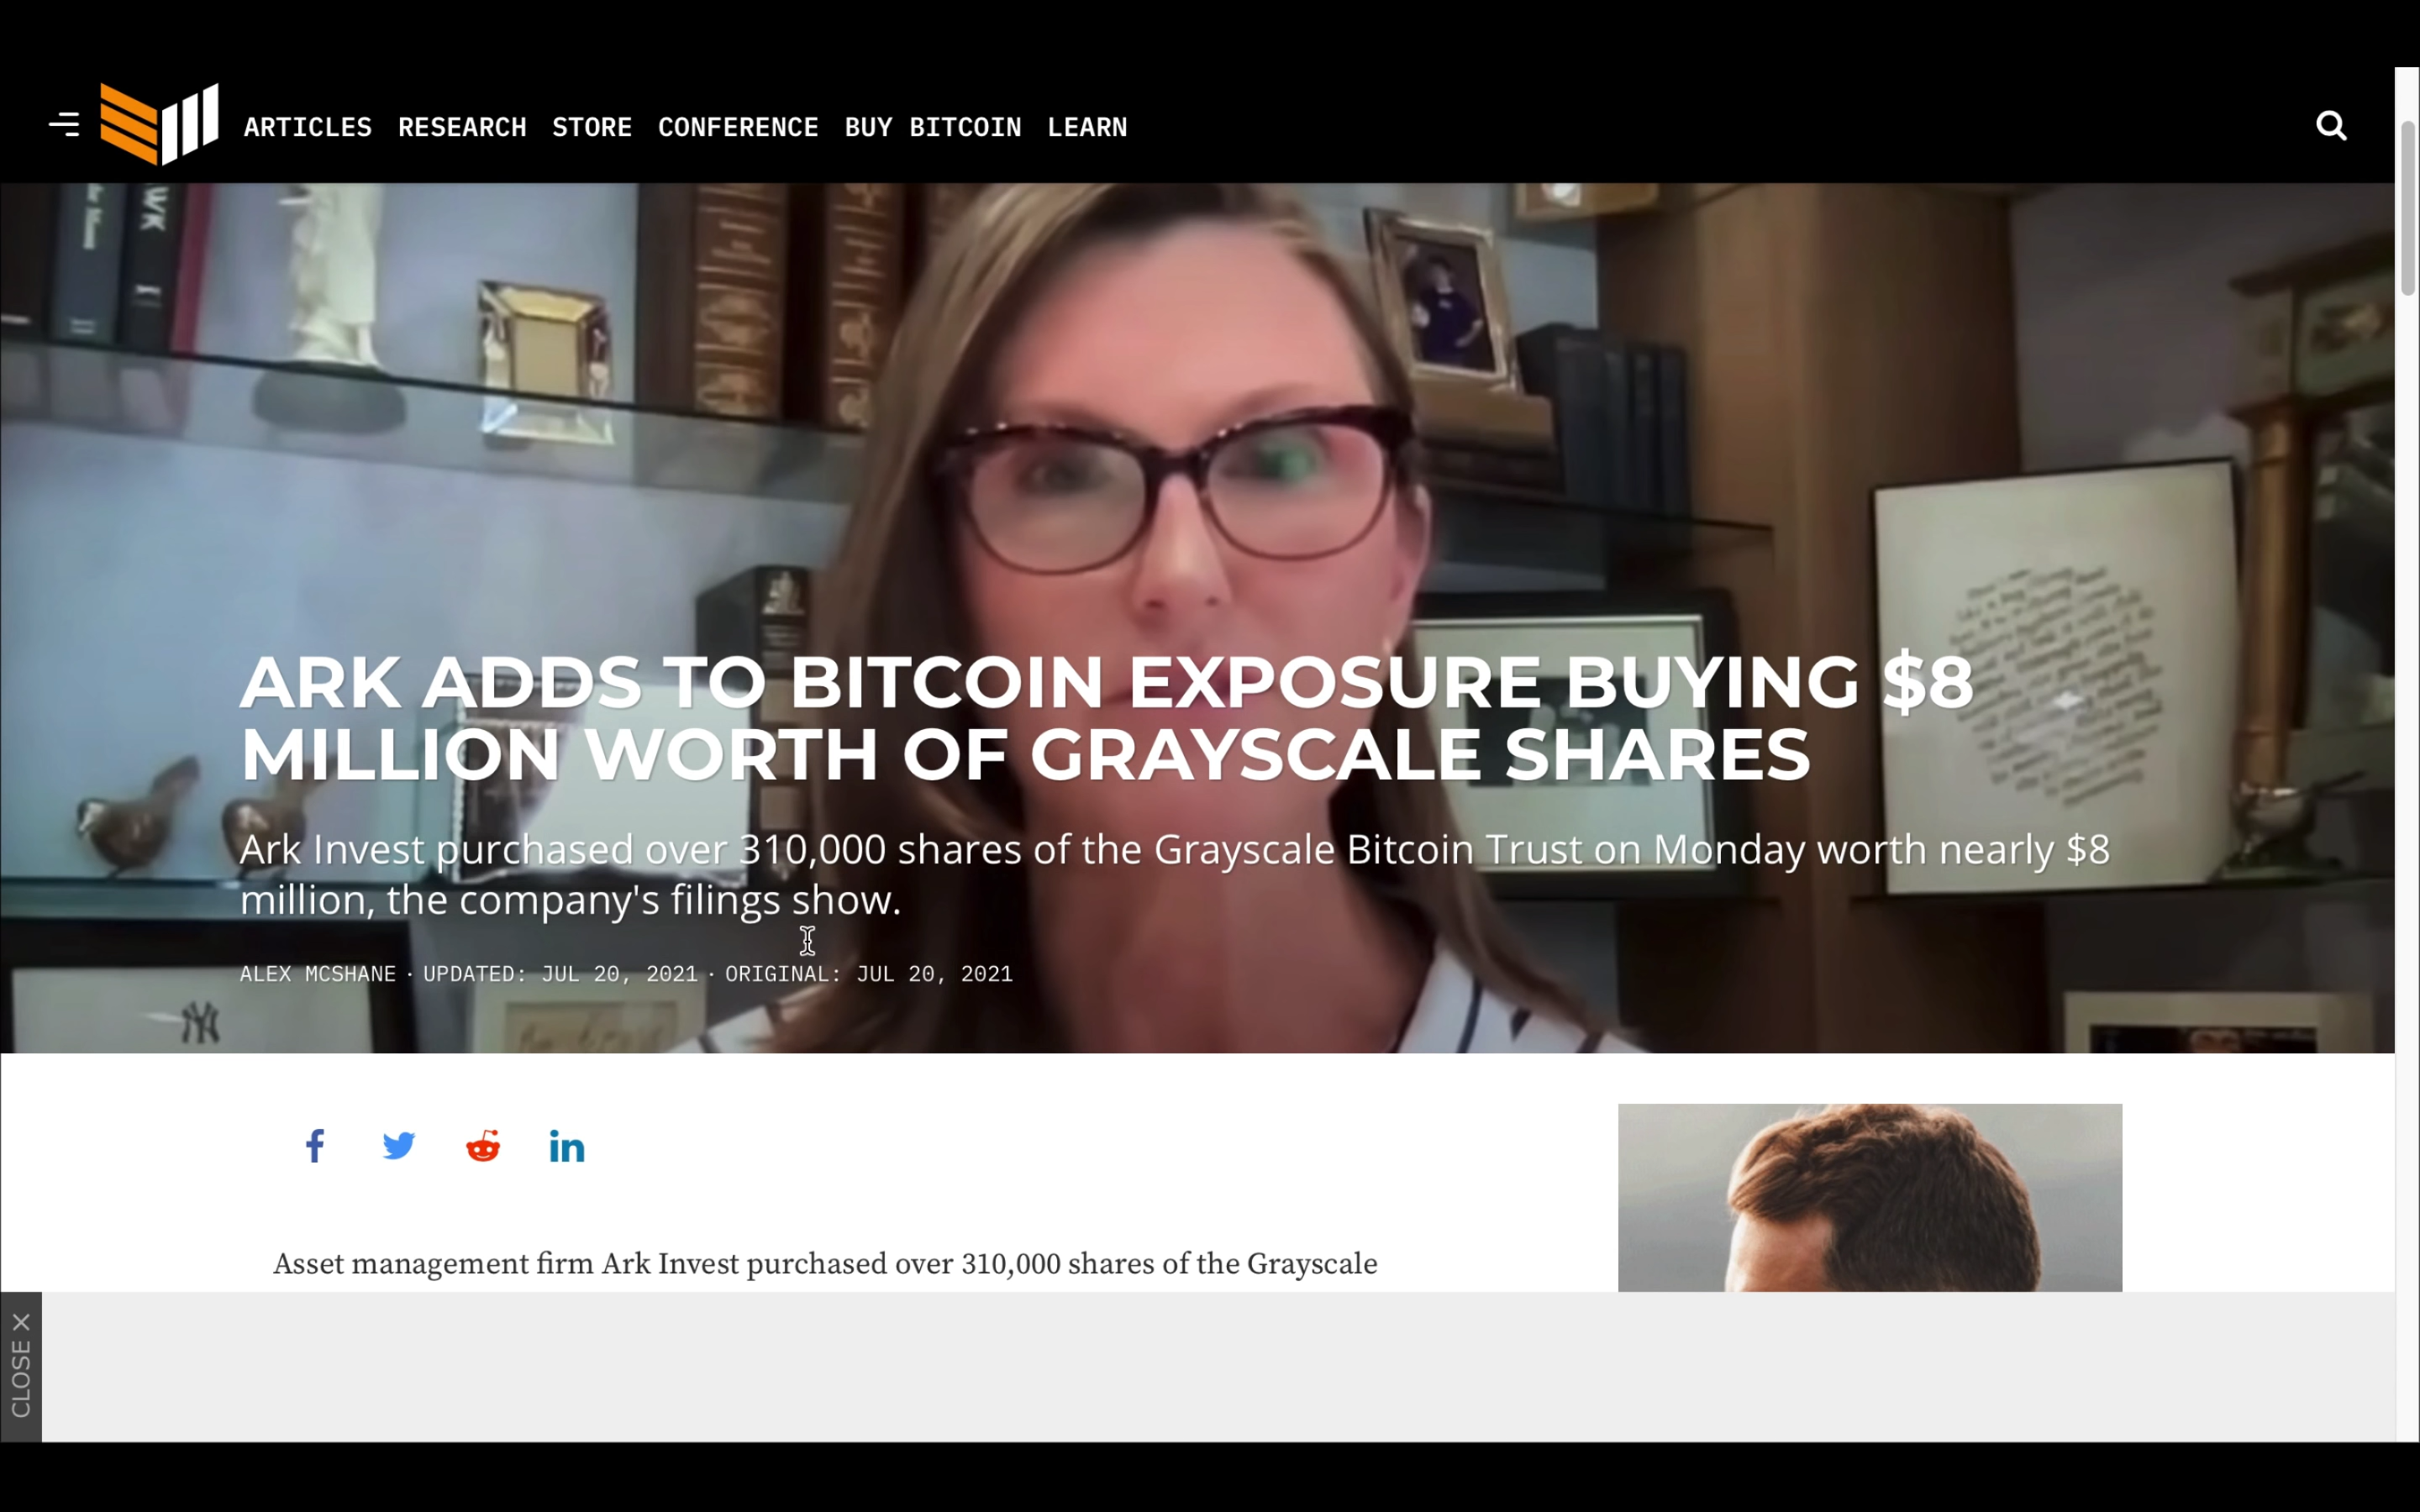 ARTICLES RESEARCH STORE CONFERENCE BUY BITCOIN LEARN
WK
NY
ARK ADDS TO BITCOIN EXPOSURE BUYING $8
MILLION WORTH OF GRAYSCALE SHARES
Ark Invest purchased over 310,000 shares of the Grayscale Bitcoin Trust on Monday worth nearly $8
million, the company's filings show.
ALEX MCSHANE · UPDATED: JUL 20, 2021 · ORIGINAL: JUL 20, 2021
Asset management firm Ark Invest purchased over 310,000 shares of the Grayscale
CLOSE X